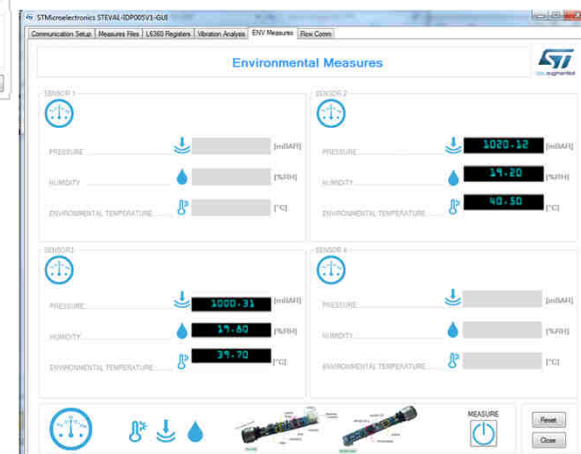 STMicroelectronics STEVAL-IDP005V1-GUI
Communication Setup Measures Files L6360 Registers Vibration Analysis ENV Measures Flow Comm
Environmental Measures
SENSOR 1
PRESSURE [mBAR]
HUMIDITY [%RH]
ENVIRONMENTAL TEMPERATURE [°C]
SENSOR 2
PRESSURE 1020.12 [mBAR]
HUMIDITY 19.20 [%RH]
ENVIRONMENTAL TEMPERATURE 40.50 [°C]
SENSOR3
PRESSURE 1000.31 [mBAR]
HUMIDITY 19.60 [%RH]
ENVIRONMENTAL TEMPERATURE 39.70 [°C]
SENSOR 4
PRESSURE [mBAR]
HUMIDITY [%RH]
ENVIRONMENTAL TEMPERATURE [°C]
MEASURE
Reset
Close